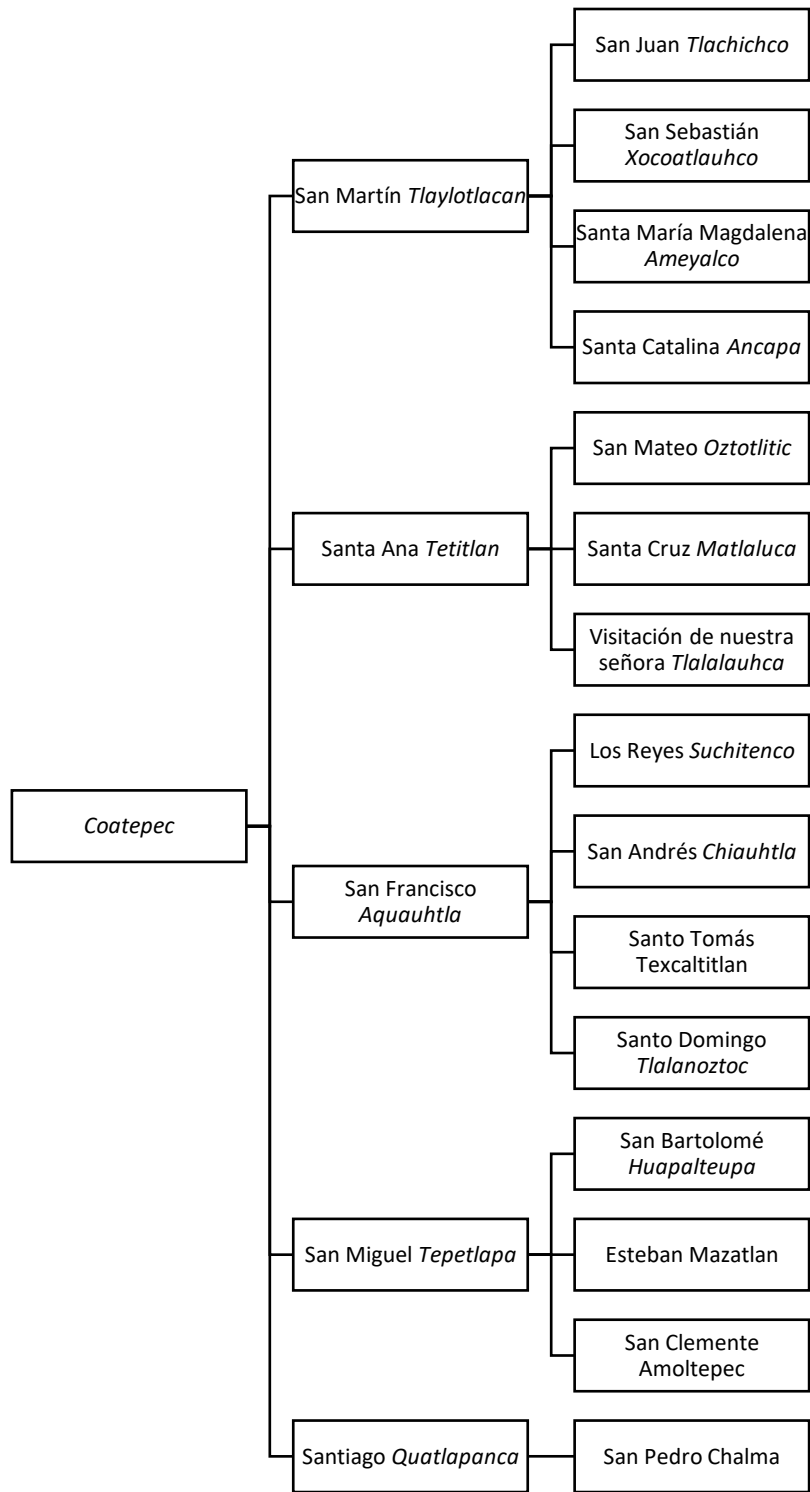 San Juan Tlachichco
San Sebastián
Xocoatlauhco
San Martín Tlaylotlacan
Santa María Magdalena
Ameyalco
Santa Catalina Ancapa
San Mateo Oztotlitic
Santa Ana Tetitlan
Santa Cruz Matlaluca
Visitación de nuestra
señora Tlalalauhca
Los Reyes Suchitenco
Coatepec
San Andrés Chiauhtla
San Francisco
Aquauhtla
Santo Tomás
Texcaltitlan
Santo Domingo
Tlalanoztoc
San Bartolomé
Huapalteupa
San Miguel Tepetlapa
Esteban Mazatlan
San Clemente
Amoltepec
Santiago Quatlapanca
San Pedro Chalma